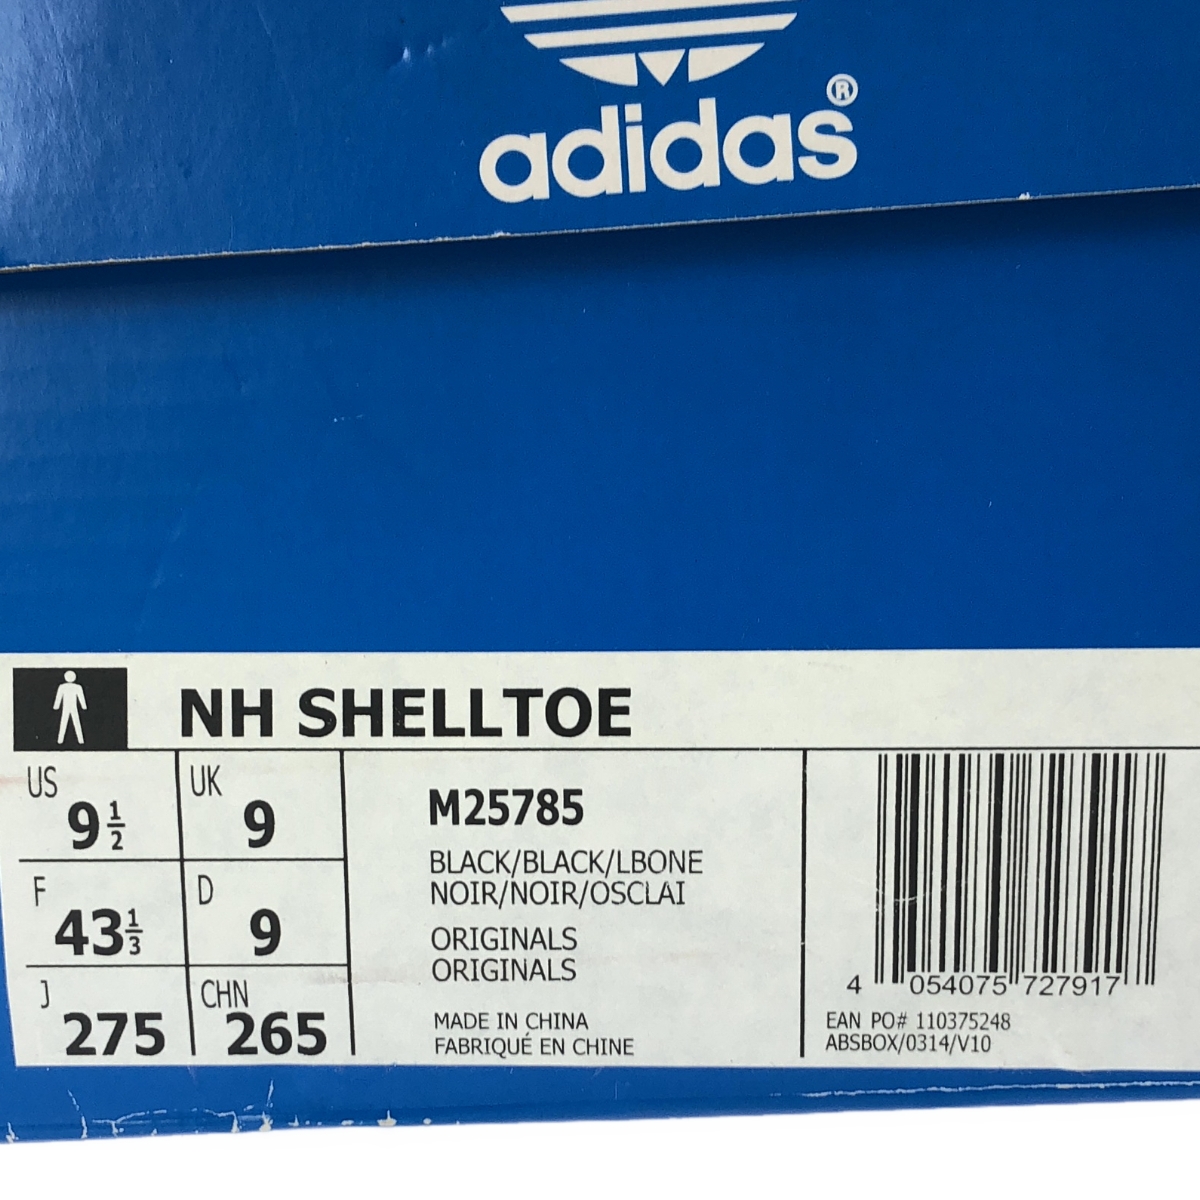 adidas®
NH SHELLTOE
US 9 1/2
UK 9
F 43 1/3
D 9
J 275
CHN 265
M25785
BLACK/BLACK/LBONE
NOIR/NOIR/OSCLAI
ORIGINALS
ORIGINALS
MADE IN CHINA
FABRIQUÉ EN CHINE
4 054075 727917
EAN PO# 110375248
ABSBOX/0314/V10